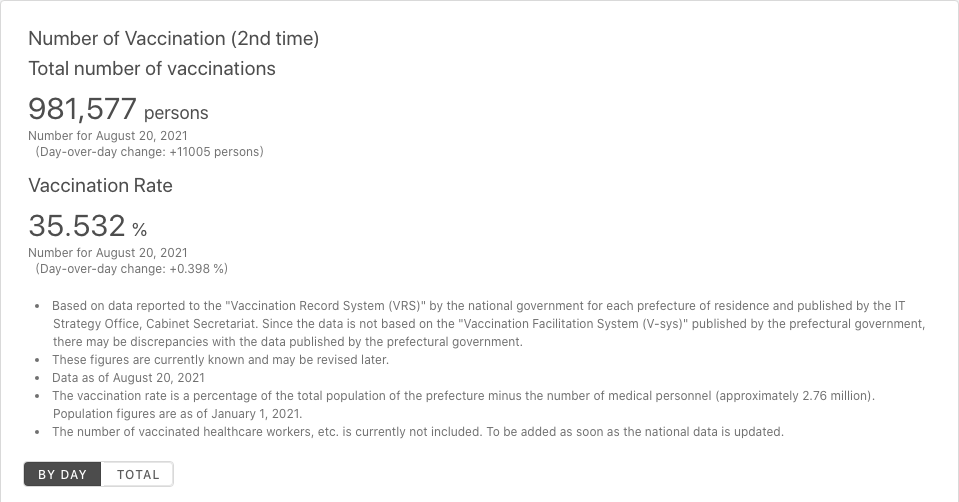 Number of Vaccination (2nd time)
Total number of vaccinations
981,577 persons
Number for August 20, 2021
(Day-over-day change: +11005 persons)
Vaccination Rate
35.532 %
Number for August 20, 2021
(Day-over-day change: +0.398 %)
• Based on data reported to the "Vaccination Record System (VRS)" by the national government for each prefecture of residence and published by the IT
Strategy Office, Cabinet Secretariat. Since the data is not based on the "Vaccination Facilitation System (V-sys)" published by the prefectural government,
there may be discrepancies with the data published by the prefectural government.
• These figures are currently known and may be revised later.
• Data as of August 20, 2021
• The vaccination rate is a percentage of the total population of the prefecture minus the number of medical personnel (approximately 2.76 million).
Population figures are as of January 1, 2021.
• The number of vaccinated healthcare workers, etc. is currently not included. To be added as soon as the national data is updated.
BY DAY TOTAL